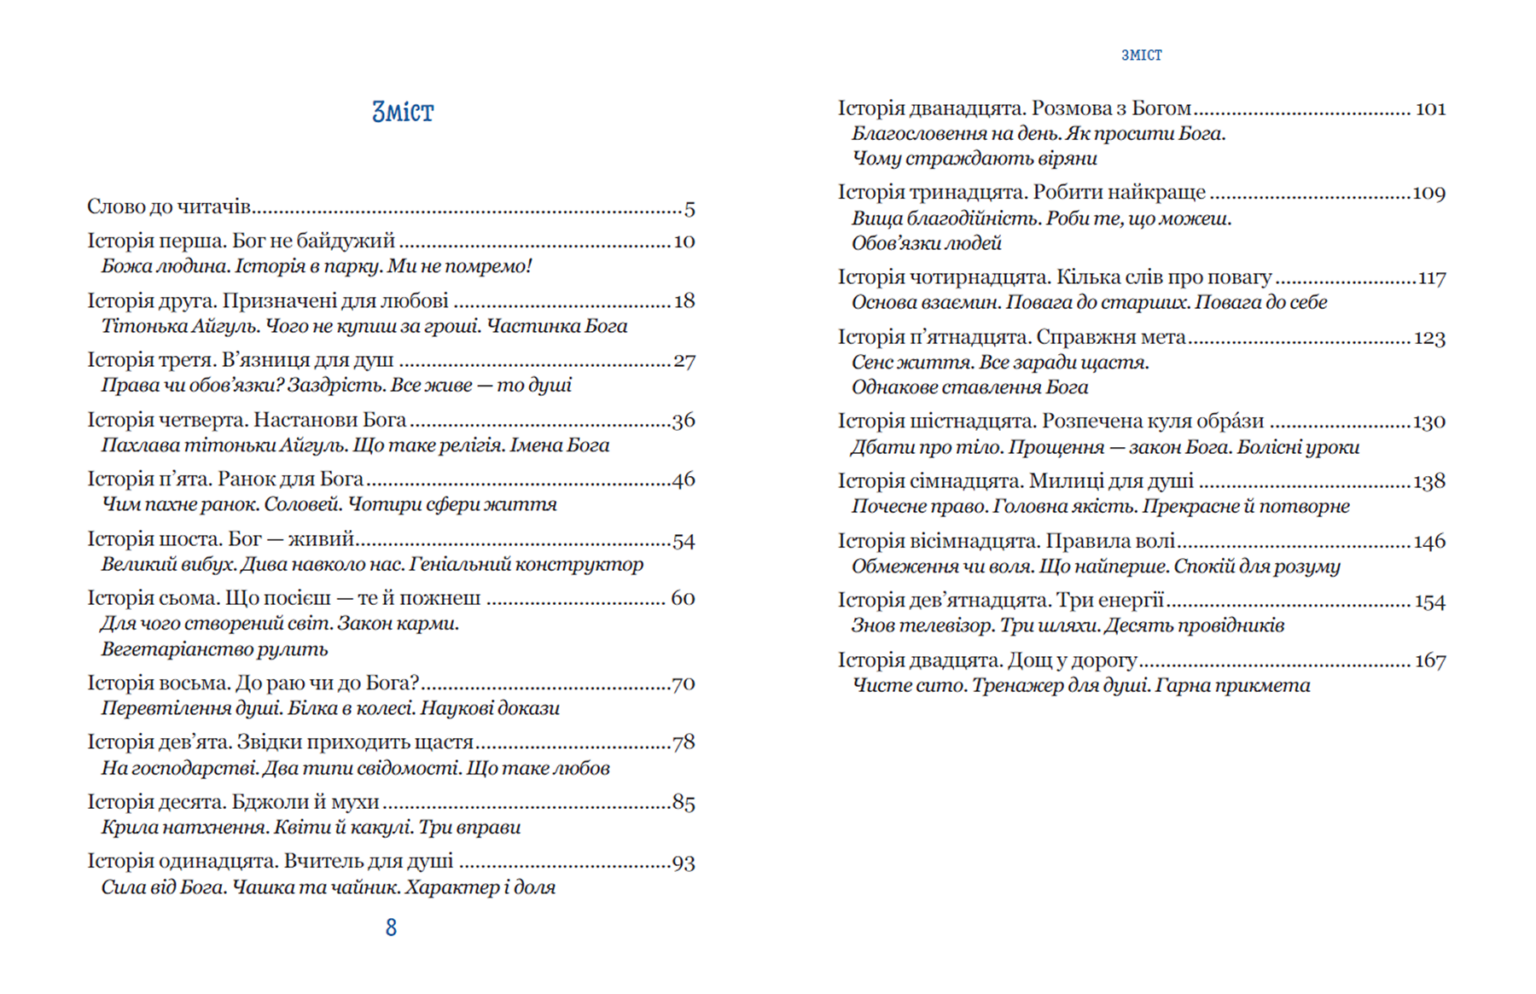 Зміст
Слово до читачів....................................................................5
Історія перша. Бог не байдужий...........................................10
Божа людина. Історія в парку. Ми не помремо!
Історія друга. Призначені для любові ..................................18
Тітонька Айгуль. Чого не купиш за гроші. Частинка Бога
Історія третя. В’язниця для душ ...........................................27
Права чи обов’язки? Заздрість. Все живе — то душі
Історія четверта. Настанови Бога.........................................36
Пахлава тітоньки Айгуль. Що таке релігія. Імена Бога
Історія п’ята. Ранок для Бога................................................46
Чим пахне ранок. Соловей. Чотири сфери життя
Історія шоста. Бог — живий..................................................54
Великий вибух. Дива навколо нас. Геніальний конструктор
Історія сьома. Що посієш — те й пожнеш ............................ 60
Для чого створений світ. Закон карми.
Вегетаріанство рулить
Історія восьма. До раю чи до Бога?.......................................70
Перевтілення душі. Білка в колесі. Наукові докази
Історія дев’ята. Звідки приходить щастя...............................78
На господарстві. Два типи свідомості. Що таке любов
Історія десята. Бджоли й мухи..............................................85
Крила натхнення. Квіти й какулі. Три вправи
Історія одинадцята. Вчитель для душі .................................93
Сила від Бога. Чашка та чайник. Характер і доля
8
ЗМІСТ
Історія дванадцята. Розмова з Богом.................................. 101
Благословення на день. Як просити Бога.
Чому страждають віряни
Історія тринадцята. Робити найкраще ................................109
Вища благодійність. Роби те, що можеш.
Обов’язки людей
Історія чотирнадцята. Кілька слів про повагу......................117
Основа взаємин. Повага до старших. Повага до себе
Історія п’ятнадцята. Справжня мета...................................123
Сенс життя. Все заради щастя.
Однакове ставлення Бога
Історія шістнадцята. Розпечена куля обрáзи ......................130
Дбати про тіло. Прощення — закон Бога. Болісні уроки
Історія сімнадцята. Милиці для душі .................................138
Почесне право. Головна якість. Прекрасне й потворне
Історія вісімнадцята. Правила волі.....................................146
Обмеження чи воля. Що найперше. Спокій для розуму
Історія дев’ятнадцята. Три енергії...................................... 154
Знов телевізор. Три шляхи. Десять провідників
Історія двадцята. Дощ у дорогу........................................... 167
Чисте сито. Тренажер для душі. Гарна прикмета